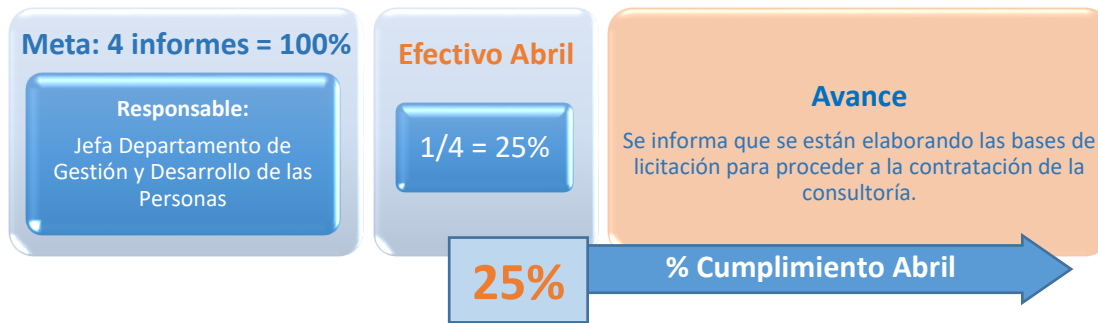 Meta: 4 informes = 100%
Responsable:
Jefa Departamento de
Gestión y Desarrollo de las
Personas
Efectivo Abril
1/4 = 25%
Avance
Se informa que se están elaborando las bases de
licitación para proceder a la contratación de la
consultoría.
25%
% Cumplimiento Abril